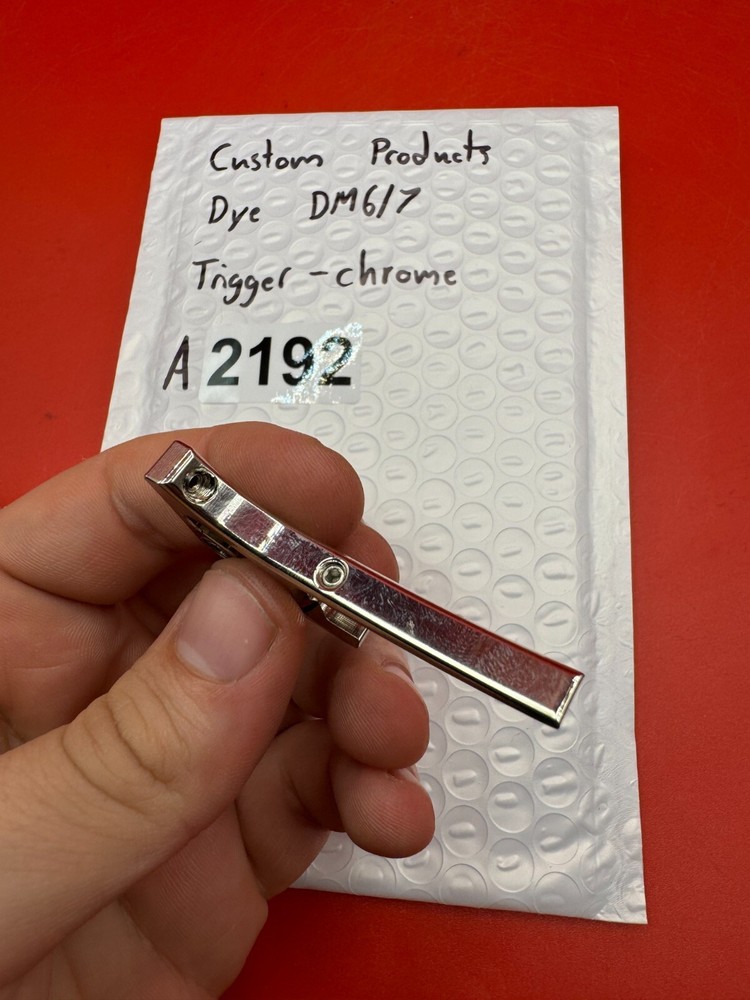 Custom Products
Dye DM6/7
Trigger - chrome
A 2192